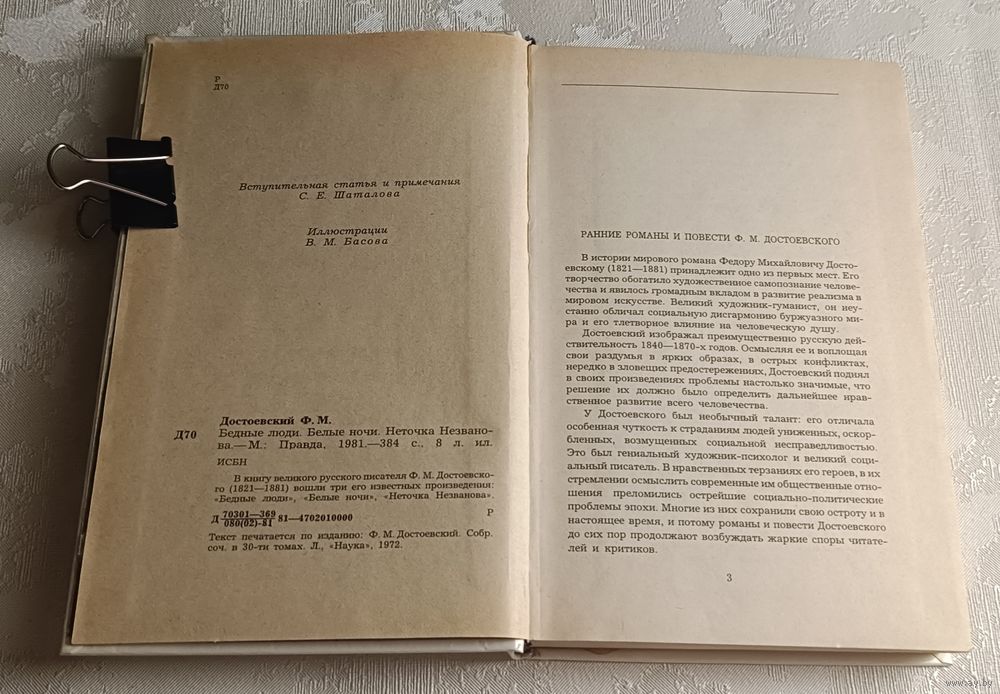 Р
Д70
Вступительная статья и примечания
С. Е. Шаталова
Иллюстрации
В. М. Басова
Достоевский Ф. М.
Д70 Бедные люди. Белые ночи. Неточка Незвано-
ва.— М.: Правда, 1981.—384 с., 8 л. ил.
ИСБН
В книгу великого русского писателя Ф. М. Достоевско-
го (1821—1881) вошли три его известных произведения:
«Бедные люди», «Белые ночи», «Неточка Незванова».
Д 70301—369
080(02)-81 81—4702010000 Р
Текст печатается по изданию: Ф. М. Достоевский. Собр.
соч. в 30-ти томах. Л., «Наука», 1972.
РАННИЕ РОМАНЫ И ПОВЕСТИ Ф. М. ДОСТОЕВСКОГО
В истории мирового романа Федору Михайловичу Досто-
евскому (1821—1881) принадлежит одно из первых мест. Его
творчество обогатило художественное самопознание челове-
чества и явилось громадным вкладом в развитие реализма в
мировом искусстве. Великий художник-гуманист, он неу-
станно обличал социальную дисгармонию буржуазного ми-
ра и его тлетворное влияние на человеческую душу.
Достоевский изображал преимущественно русскую дей-
ствительность 1840—1870-х годов. Осмысляя ее и воплощая
свои раздумья в ярких образах, в острых конфликтах,
нередко в зловещих предостережениях, Достоевский поднял
в своих произведениях проблемы настолько значимые, что
решение их должно было определить дальнейшее нрав-
ственное развитие всего человечества.
У Достоевского был необычный талант: его отличала
особенная чуткость к страданиям людей униженных, оскор-
бленных, возмущенных социальной несправедливостью.
Это был гениальный художник-психолог и великий соци-
альный писатель. В нравственных терзаниях его героев, в их
стремлении осмыслить современные им общественные отно-
шения преломились острейшие социально-политические
проблемы эпохи. Многие из них сохранили свою остроту и в
настоящее время, и потому романы и повести Достоевского
до сих пор продолжают возбуждать жаркие споры читате-
лей и критиков.
3
www.ay.by